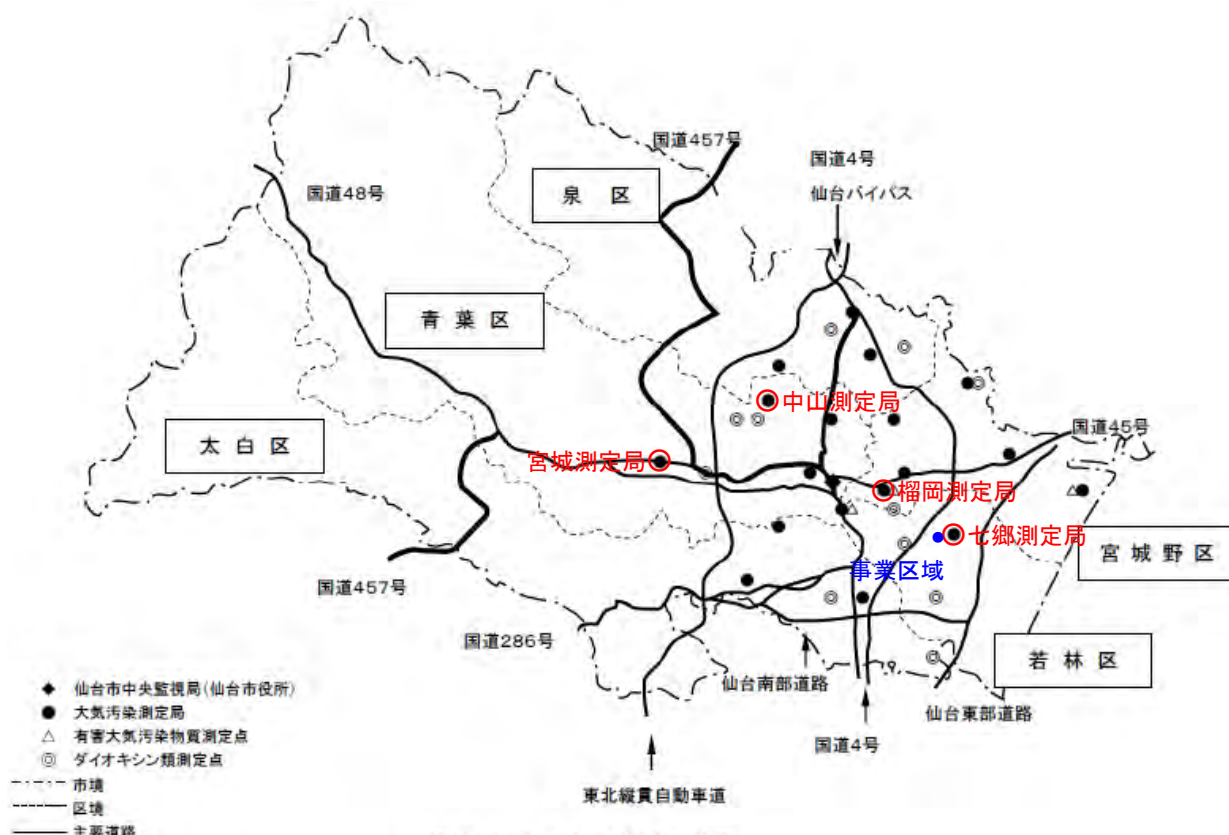 国道457号
国道4号
仙台バイパス
国道48号
泉区
青葉区
中山測定局
太白区
国道45号
宮城測定局
榴岡測定局
七郷測定局
宮城野区
事業区域
国道457号
国道286号
若林区
仙台南部道路
仙台東部道路
国道4号
東北縦貫自動車道
仙台市中央監視局(仙台市役所)
大気汚染測定局
有害大気汚染物質測定点
ダイオキシン類測定点
市境
区境
主要道路